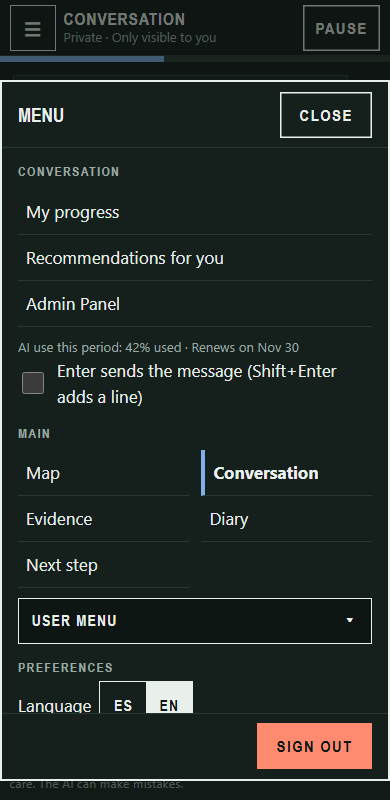 CONVERSATION
Private · Only visible to you
PAUSE
MENU
CLOSE
CONVERSATION
My progress
Recommendations for you
Admin Panel
AI use this period: 42% used · Renews on Nov 30
Enter sends the message (Shift+Enter
adds a line)
MAIN
Map
Conversation
Evidence
Diary
Next step
USER MENU
PREFERENCES
Language
ES
EN
SIGN OUT
care. The AI can make mistakes.